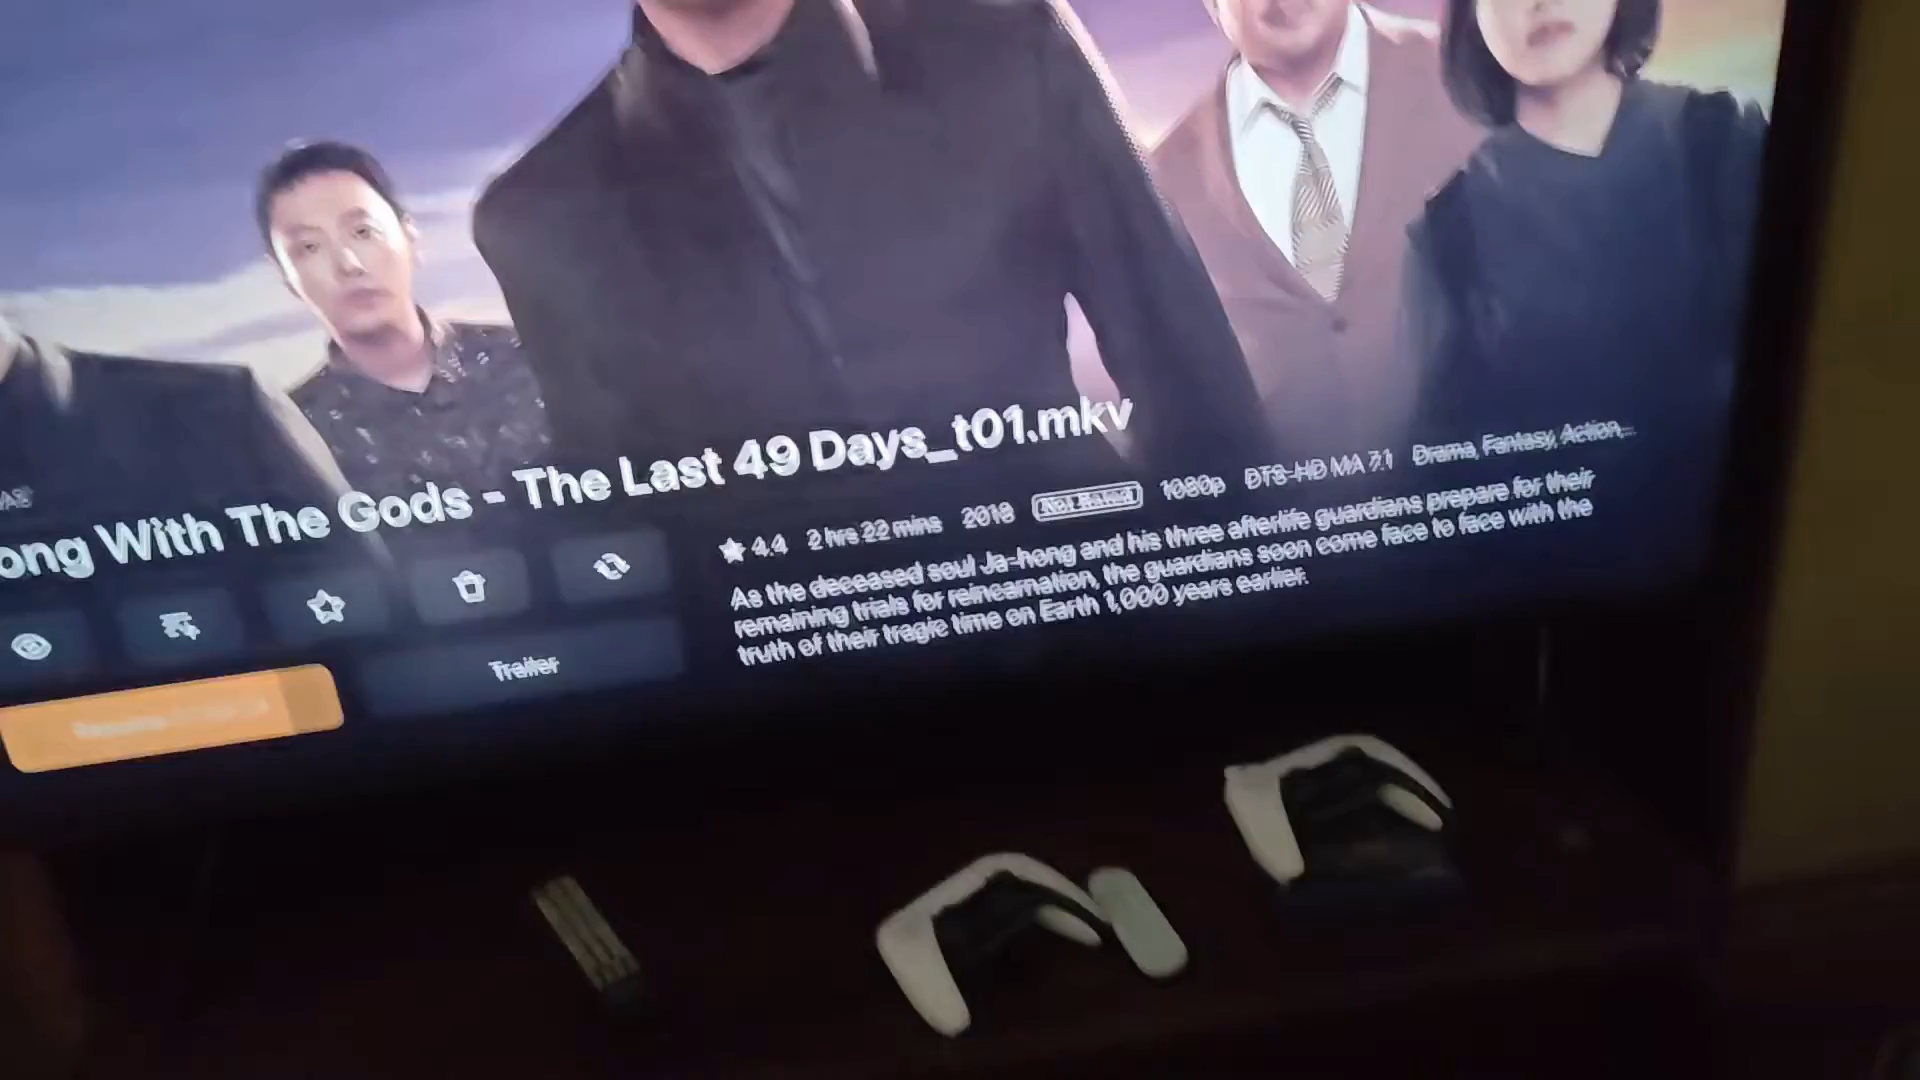 ong With The Gods - The Last 49 Days_t01.mkv
★ 4.4 2 hrs 22 mins 2018 Not Rated 1080p DTS-HD MA 7.1 Drama, Fantasy, Action,...
As the deceased soul Ja-hong and his three afterlife guardians prepare for their
remaining trials for reincarnation, the guardians soon come face to face with the
truth of their tragic time on Earth 1,000 years earlier.
Trailer